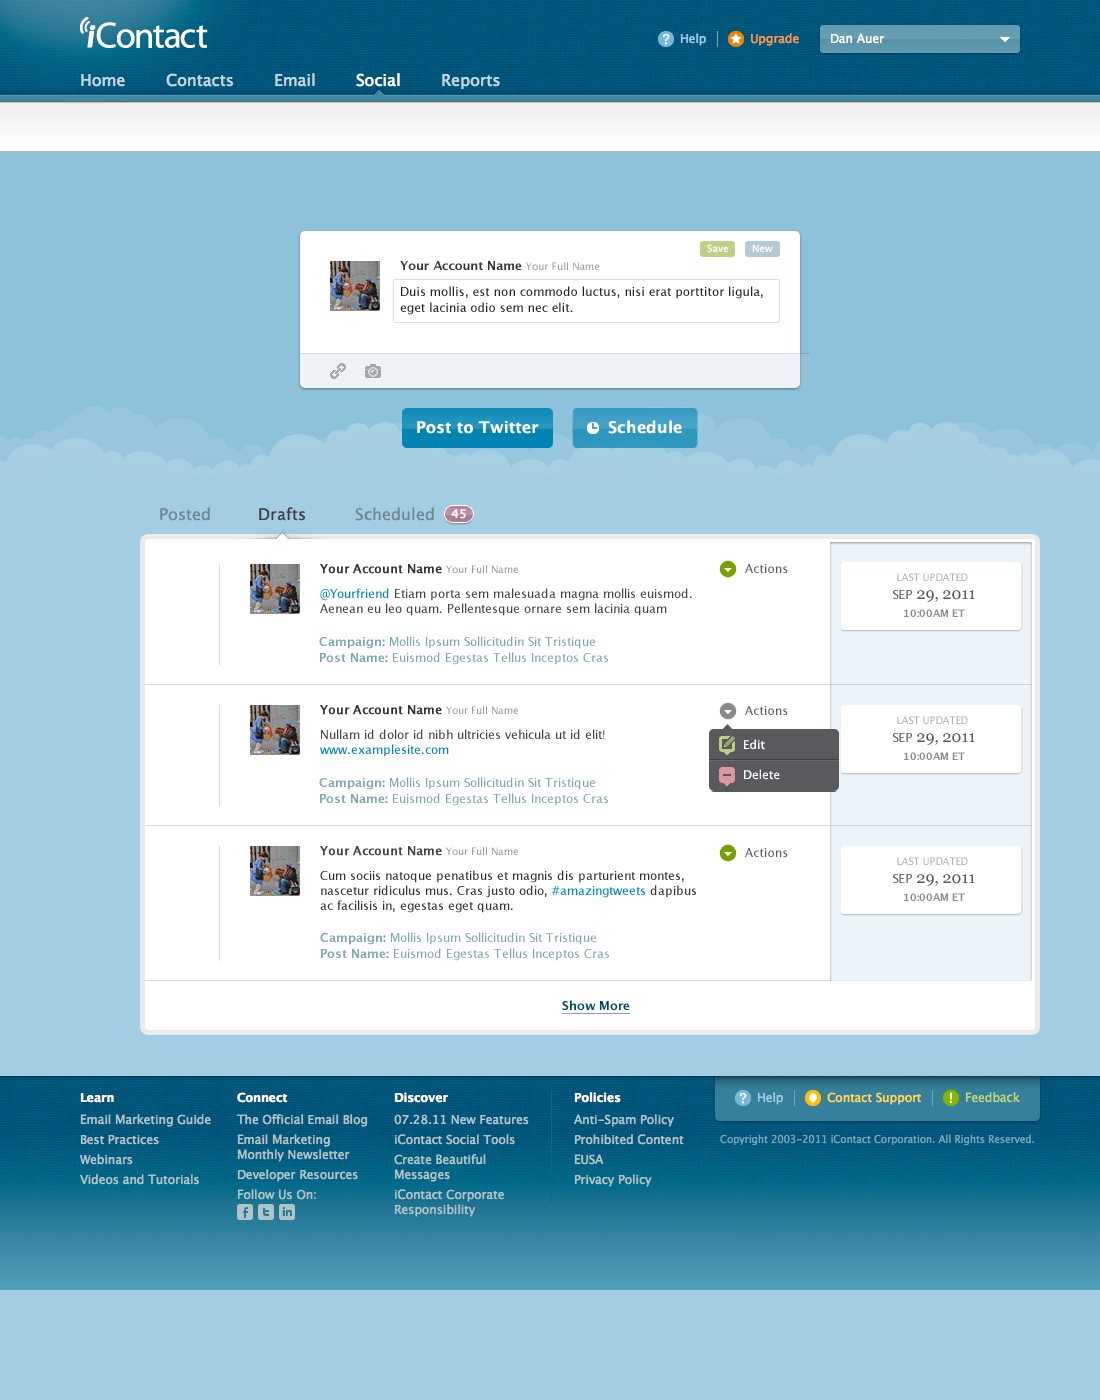 iContact
Help
Upgrade
Dan Auer
Home
Contacts
Email
Social
Reports
Save
New
Your Account Name Your Full Name
Duis mollis, est non commodo luctus, nisi erat porttitor ligula,
eget lacinia odio sem nec elit.
Post to Twitter
Schedule
Posted
Drafts
Scheduled
45
Your Account Name Your Full Name
@Yourfriend Etiam porta sem malesuada magna mollis euismod.
Aenean eu leo quam. Pellentesque ornare sem lacinia quam
Campaign: Mollis Ipsum Sollicitudin Sit Tristique
Post Name: Euismod Egestas Tellus Inceptos Cras
Actions
LAST UPDATED
SEP 29, 2011
10:00AM ET
Your Account Name Your Full Name
Nullam id dolor id nibh ultricies vehicula ut id elit!
www.examplesite.com
Campaign: Mollis Ipsum Sollicitudin Sit Tristique
Post Name: Euismod Egestas Tellus Inceptos Cras
Actions
Edit
Delete
LAST UPDATED
SEP 29, 2011
10:00AM ET
Your Account Name Your Full Name
Cum sociis natoque penatibus et magnis dis parturient montes,
nascetur ridiculus mus. Cras justo odio, #amazingtweets dapibus
ac facilisis in, egestas eget quam.
Campaign: Mollis Ipsum Sollicitudin Sit Tristique
Post Name: Euismod Egestas Tellus Inceptos Cras
Actions
LAST UPDATED
SEP 29, 2011
10:00AM ET
Show More
Learn
Email Marketing Guide
Best Practices
Webinars
Videos and Tutorials
Connect
The Official Email Blog
Email Marketing
Monthly Newsletter
Developer Resources
Follow Us On:
Discover
07.28.11 New Features
iContact Social Tools
Create Beautiful
Messages
iContact Corporate
Responsibility
Policies
Anti-Spam Policy
Prohibited Content
EUSA
Privacy Policy
Help
Contact Support
Feedback
Copyright 2003-2011 iContact Corporation. All Rights Reserved.